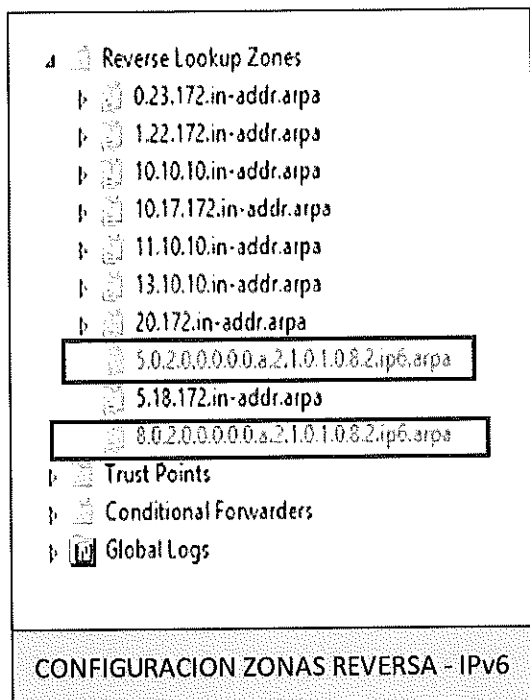 Reverse Lookup Zones
0.23.172.in-addr.arpa
1.22.172.in-addr.arpa
10.10.10.in-addr.arpa
10.17.172.in-addr.arpa
11.10.10.in-addr.arpa
13.10.10.in-addr.arpa
20.172.in-addr.arpa
5.0.2.0.0.0.0.0.a.2.1.0.1.0.8.2.ip6.arpa
5.18.172.in-addr.arpa
8.0.2.0.0.0.0.0.a.2.1.0.1.0.8.2.ip6.arpa
Trust Points
Conditional Forwarders
Global Logs
CONFIGURACION ZONAS REVERSA - IPv6